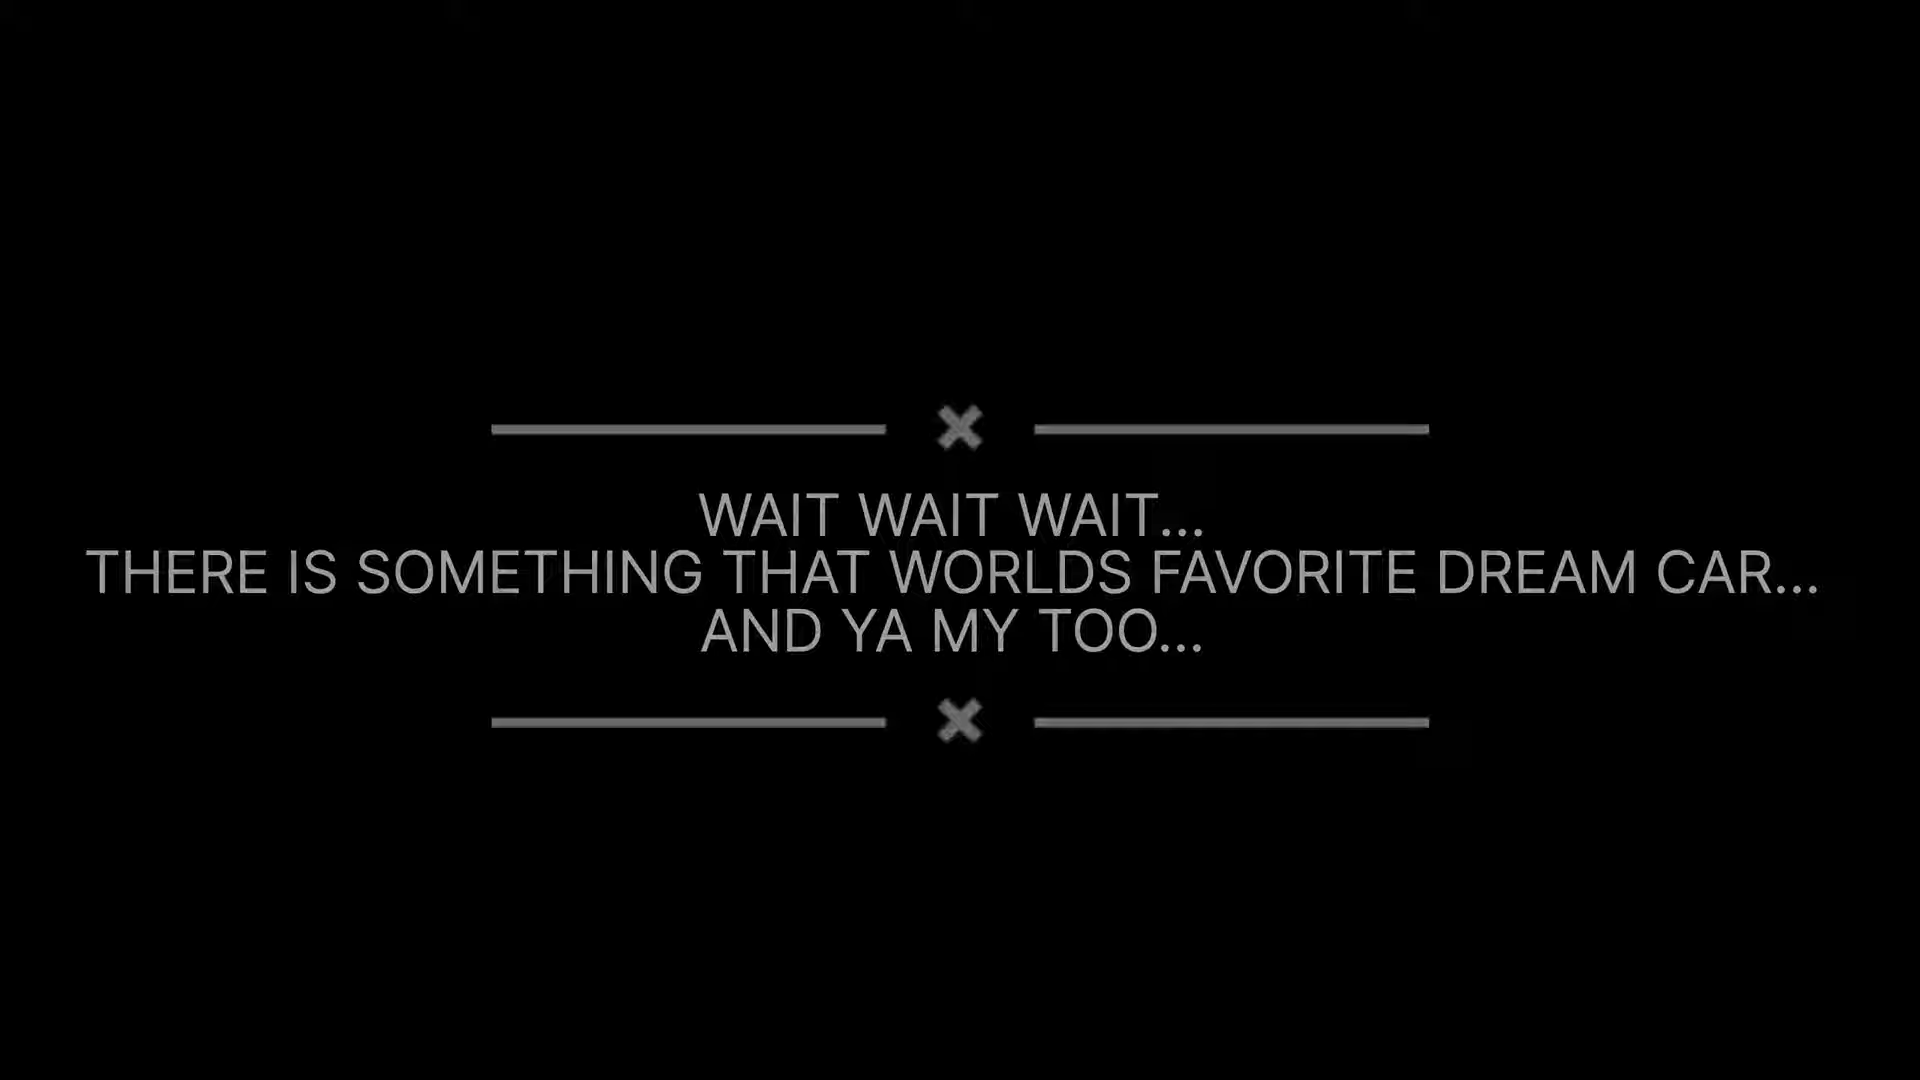 WAIT WAIT WAIT...
THERE IS SOMETHING THAT WORLDS FAVORITE DREAM CAR...
AND YA MY TOO...